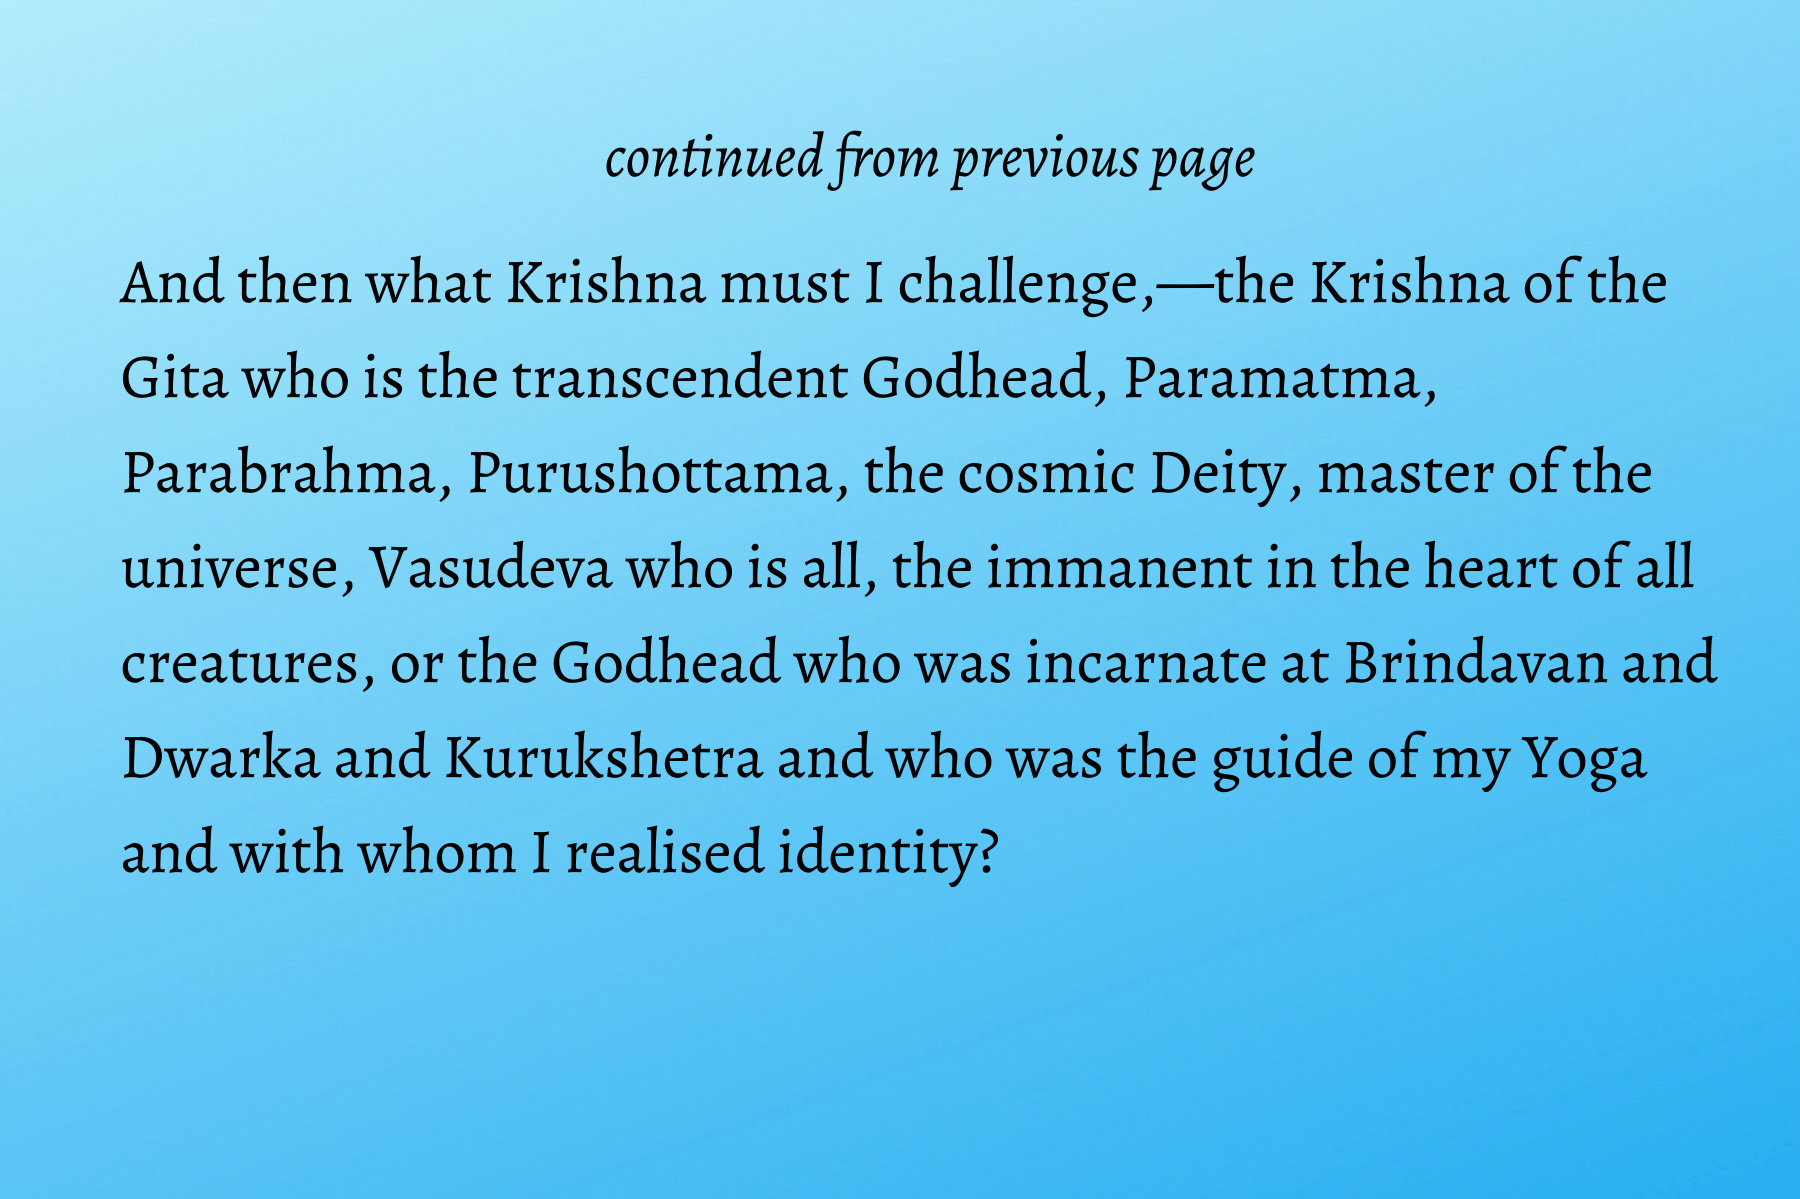 continued from previous page
And then what Krishna must I challenge,—the Krishna of the
Gita who is the transcendent Godhead, Paramatma,
Parabrahma, Purushottama, the cosmic Deity, master of the
universe, Vasudeva who is all, the immanent in the heart of all
creatures, or the Godhead who was incarnate at Brindavan and
Dwarka and Kurukshetra and who was the guide of my Yoga
and with whom I realised identity?